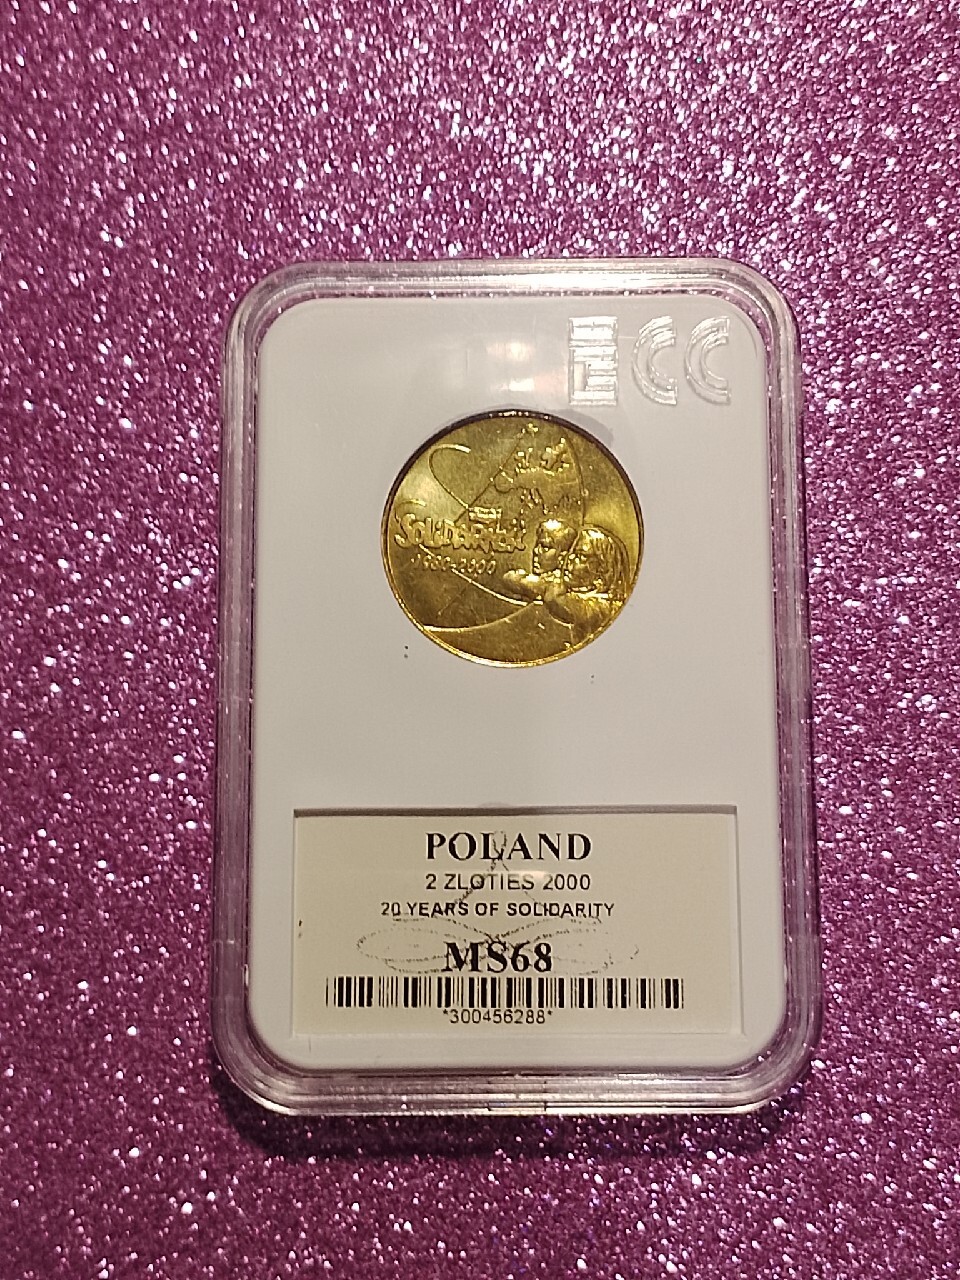 ECC
SOLIDARNOŚĆ
1980-2000
POLAND
2 ZLOTIES 2000
20 YEARS OF SOLIDARITY
MS68
*300456288*